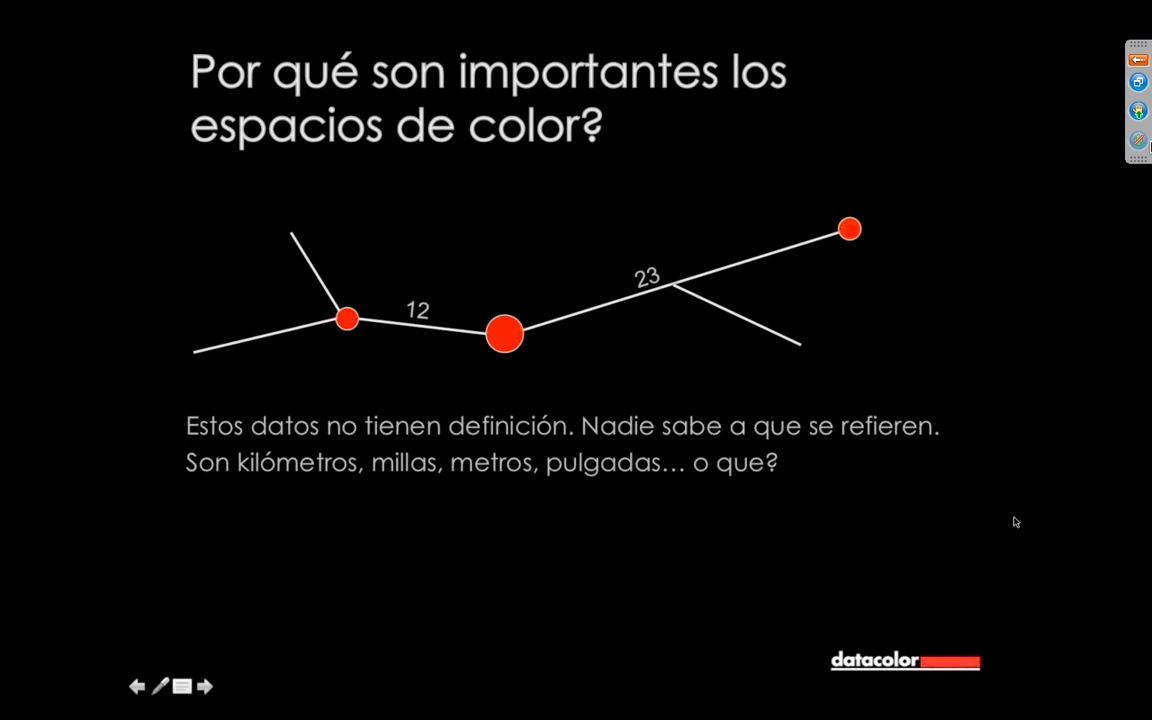 Por qué son importantes los
espacios de color?
23
12
Estos datos no tienen definición. Nadie sabe a que se refieren.
Son kilómetros, millas, metros, pulgadas... o que?
datacolor